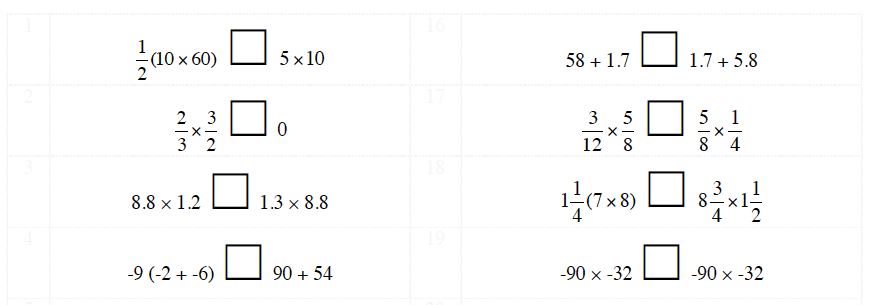 1 1/2(10 × 60) □ 5 × 10
16 58 + 1.7 □ 1.7 + 5.8
2 2/3 × 3/2 □ 0
17 3/12 × 5/8 □ 5/8 × 1/4
3 8.8 × 1.2 □ 1.3 × 8.8
18 1 1/4(7 × 8) □ 8 3/4 × 1 1/2
4 -9 (-2 + -6) □ 90 + 54
19 -90 × -32 □ -90 × -32